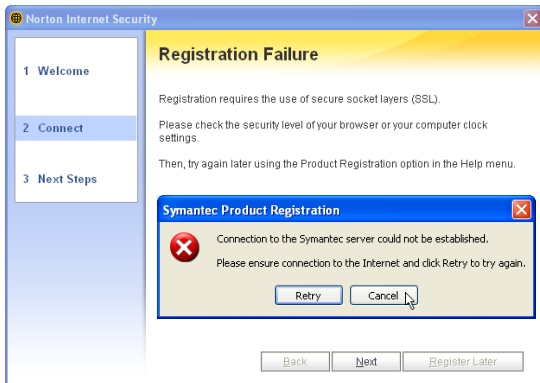 Norton Internet Security
Registration Failure
1 Welcome
2 Connect
3 Next Steps
Registration requires the use of secure socket layers (SSL).
Please check the security level of your browser or your computer clock
settings.
Then, try again later using the Product Registration option in the Help menu.
Symantec Product Registration
Connection to the Symantec server could not be established.
Please ensure connection to the Internet and click Retry to try again.
Retry
Cancel
Back
Next
Register Later